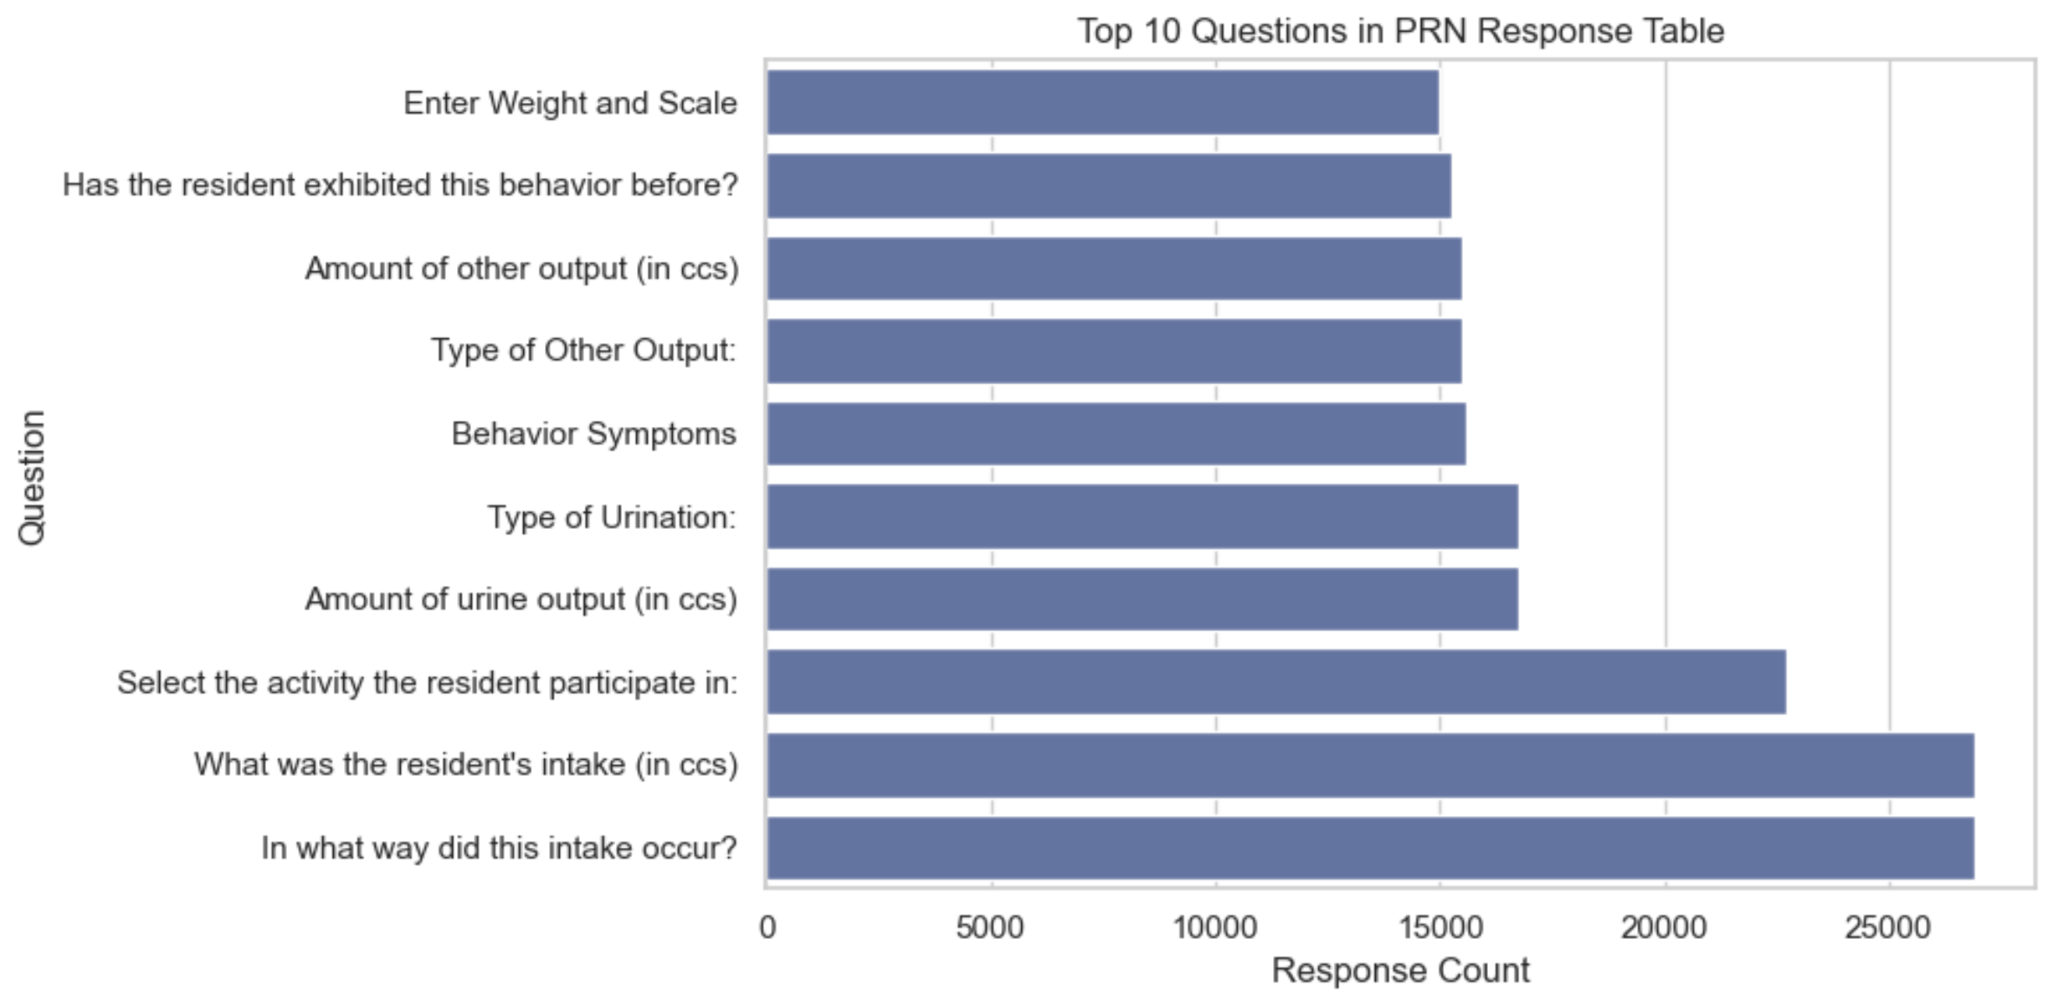 Top 10 Questions in PRN Response Table
Enter Weight and Scale
Has the resident exhibited this behavior before?
Amount of other output (in ccs)
Type of Other Output:
Behavior Symptoms
Type of Urination:
Amount of urine output (in ccs)
Select the activity the resident participate in:
What was the resident's intake (in ccs)
In what way did this intake occur?
Question
0 5000 10000 15000 20000 25000
Response Count